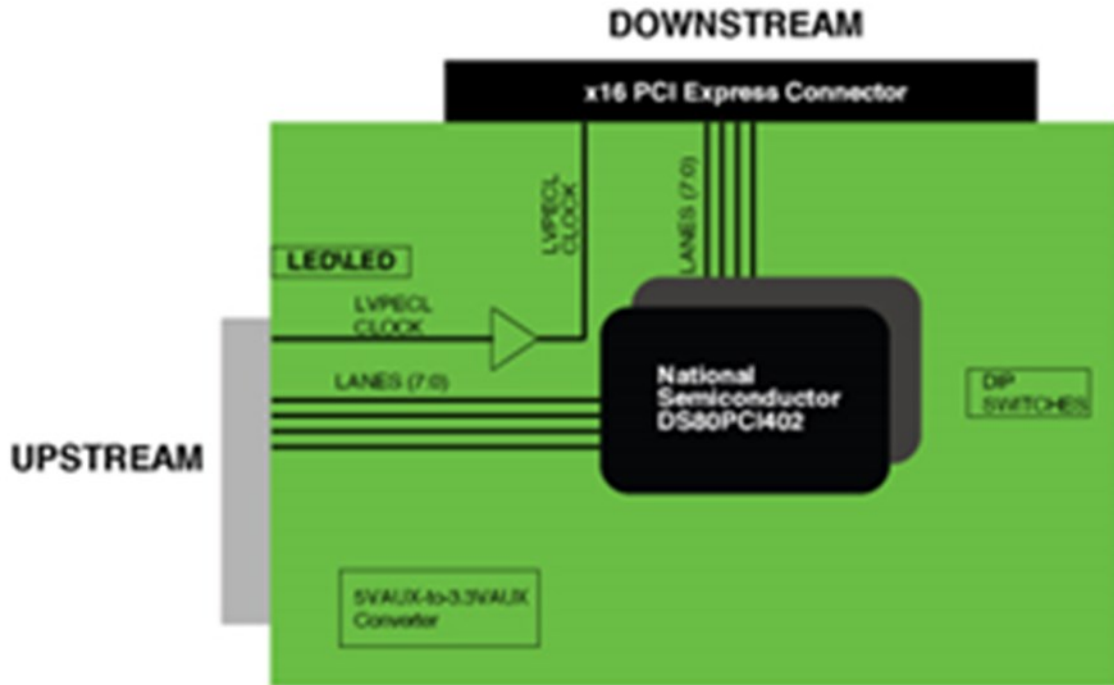 DOWNSTREAM
x16 PCI Express Connector
LVPECL
CLOCK
LANES (7:0)
LED\LED
LVPECL
CLOCK
LANES (7:0)
National
Semiconductor
DS80PCI402
DIP
SWITCHES
UPSTREAM
5VAUX-to-3.3VAUX
Converter